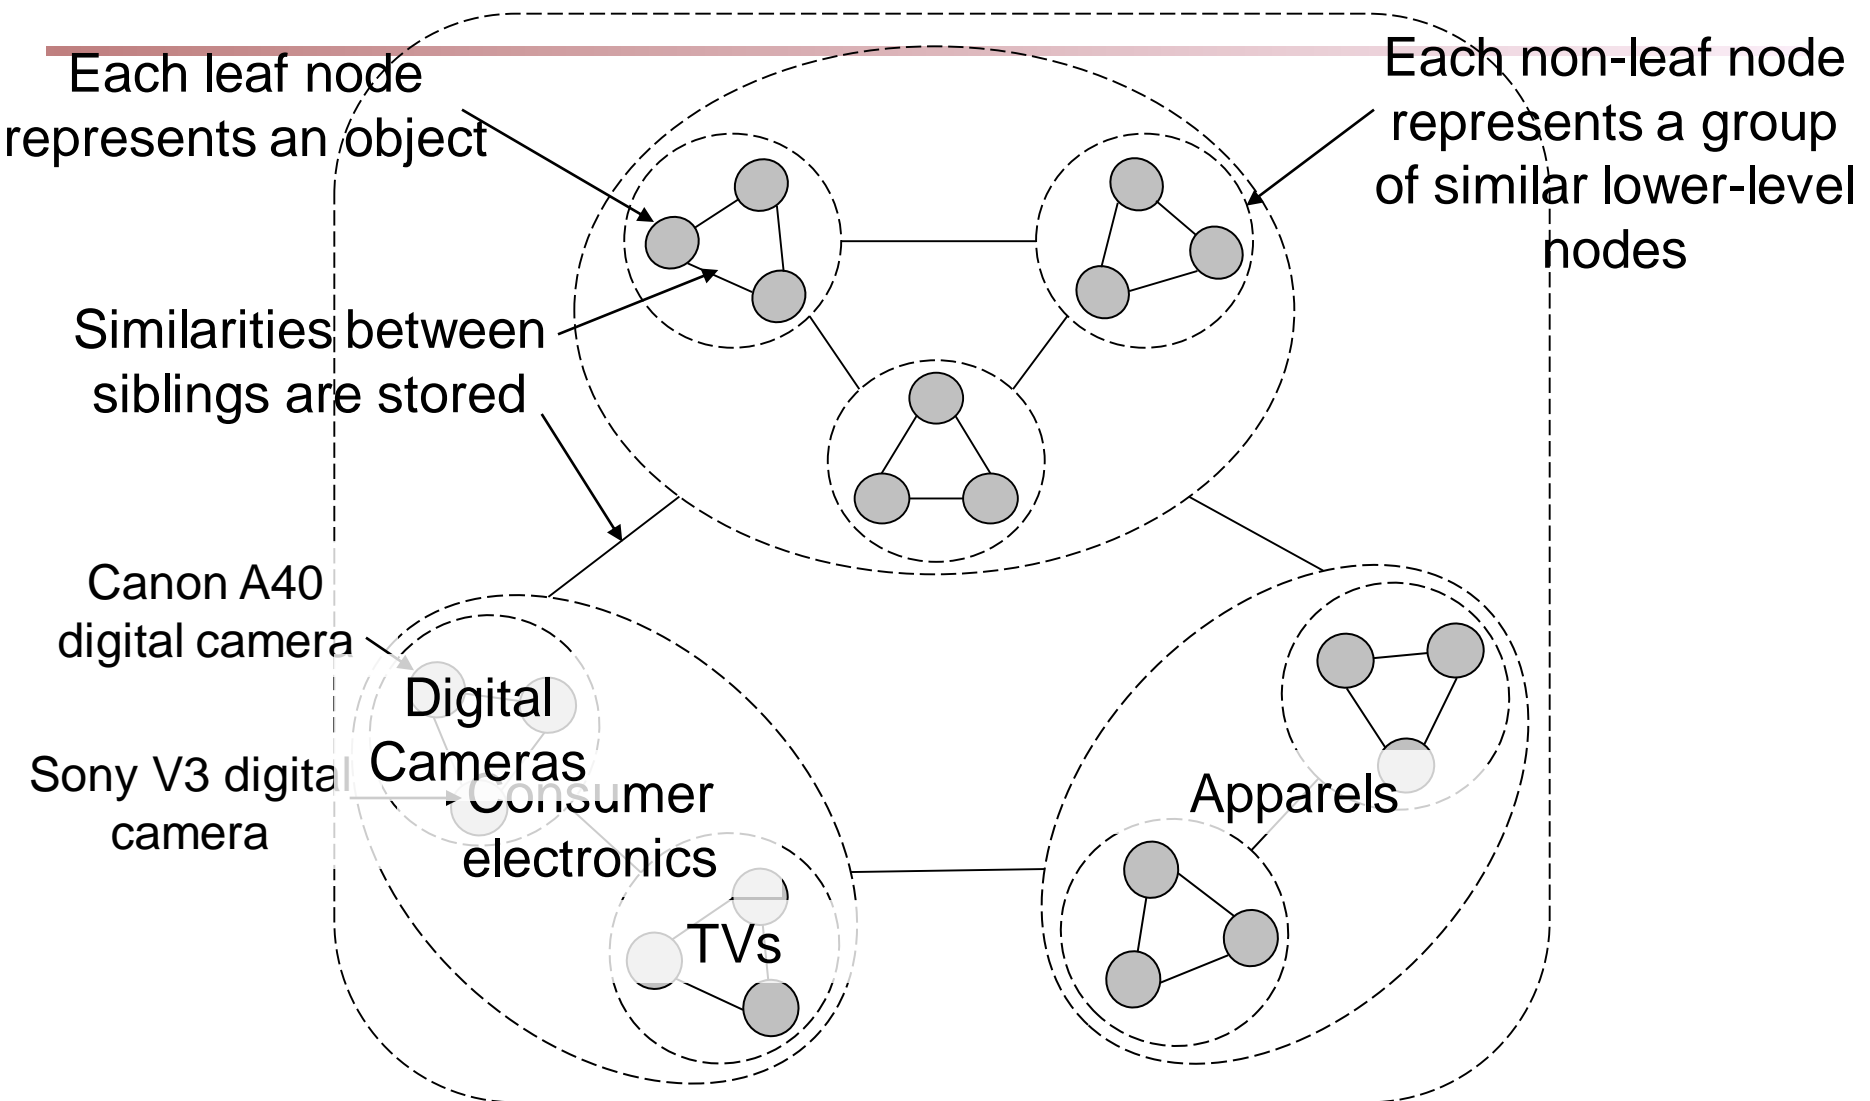 Each leaf node
represents an object
Each non-leaf node
represents a group
of similar lower-level
nodes
Similarities between
siblings are stored
Canon A40
digital camera
Digital
Cameras
Sony V3 digital
camera
Consumer
electronics
Apparels
TVs